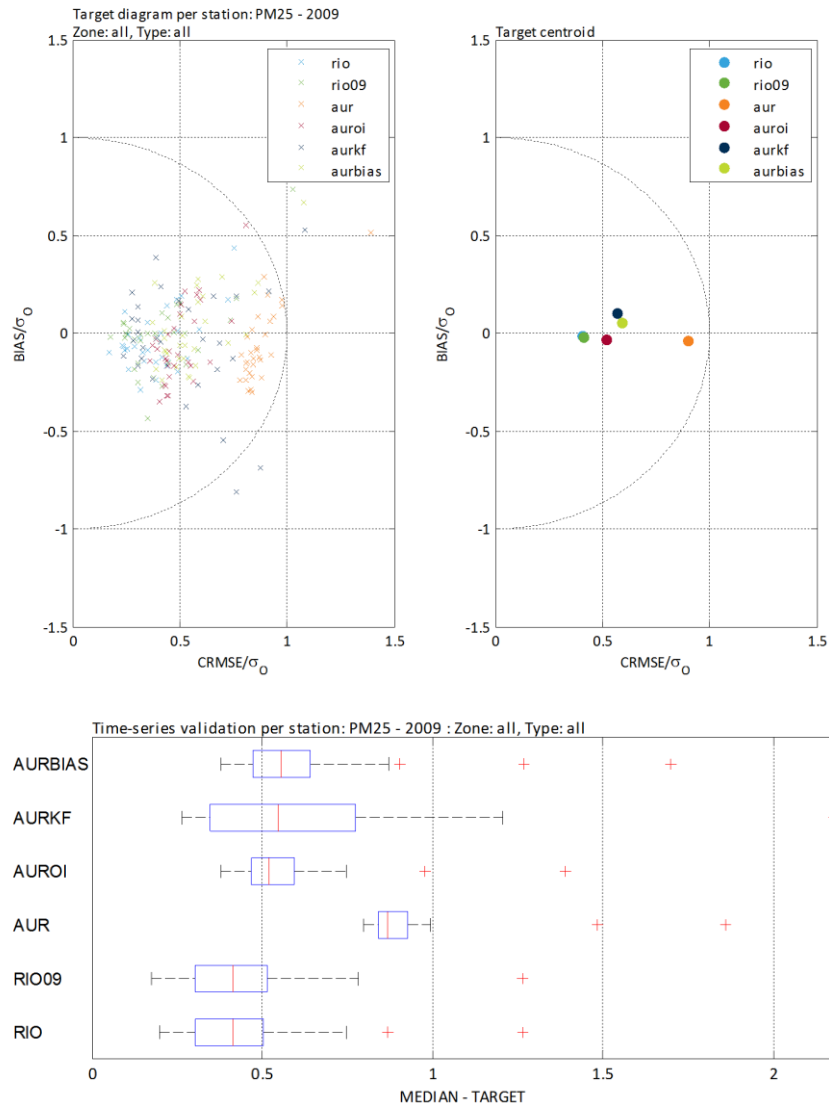 Target diagram per station: PM25 - 2009
Zone: all, Type: all
rio
rio09
aur
auroi
aurkf
aurbias
1
0.5
0
-0.5
-1
-1.5
BIAS/σO
0
0.5
1
1.5
CRMSE/σO
Target centroid
rio
rio09
aur
auroi
aurkf
aurbias
1
0.5
0
-0.5
-1
-1.5
BIAS/σO
0
0.5
1
1.5
CRMSE/σO
Time-series validation per station: PM25 - 2009 : Zone: all, Type: all
AURBIAS
AURKF
AUROI
AUR
RIO09
RIO
0
0.5
1
1.5
2
MEDIAN - TARGET